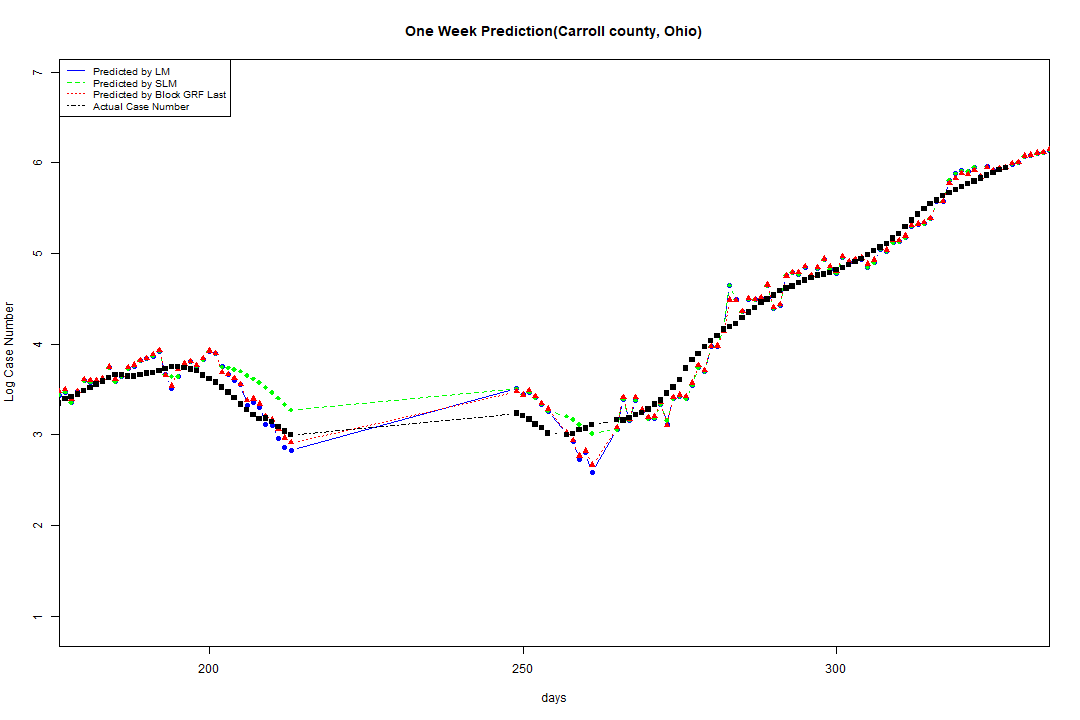 One Week Prediction(Carroll county, Ohio)
Predicted by LM
Predicted by SLM
Predicted by Block GRF Last
Actual Case Number
7
6
5
4
3
2
1
Log Case Number
200
250
300
days